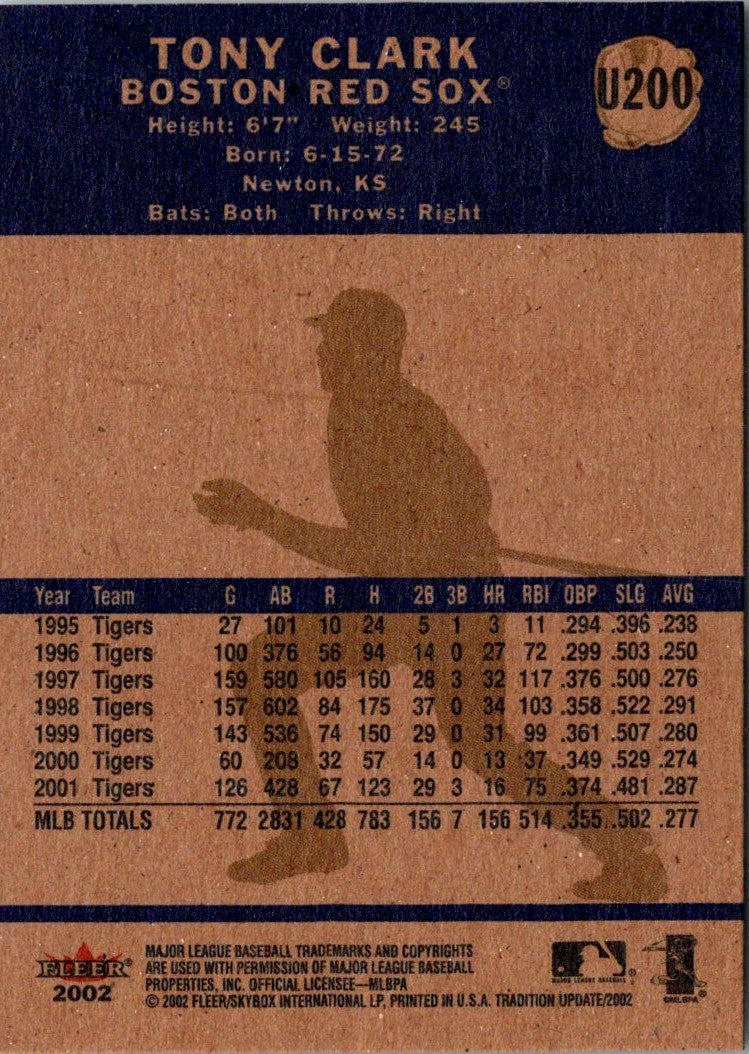 TONY CLARK
BOSTON RED SOX®
U200
Height: 6'7" Weight: 245
Born: 6-15-72
Newton, KS
Bats: Both Throws: Right
Year Team G AB R H 2B 3B HR RBI OBP SLG AVG
1995 Tigers 27 101 10 24 5 1 3 11 .294 .396 .238
1996 Tigers 100 376 56 94 14 0 27 72 .299 .503 .250
1997 Tigers 159 580 105 160 28 3 32 117 .376 .500 .276
1998 Tigers 157 602 84 175 37 0 34 103 .358 .522 .291
1999 Tigers 143 536 74 150 29 0 31 99 .361 .507 .280
2000 Tigers 60 208 32 57 14 0 13 37 .349 .529 .274
2001 Tigers 126 428 67 123 29 3 16 75 .374 .481 .287
MLB TOTALS 772 2831 428 783 156 7 156 514 .355 .502 .277
FLEER®
2002
MAJOR LEAGUE BASEBALL TRADEMARKS AND COPYRIGHTS
ARE USED WITH PERMISSION OF MAJOR LEAGUE BASEBALL
PROPERTIES, INC. OFFICIAL LICENSEE—MLBPA
© 2002 FLEER/SKYBOX INTERNATIONAL LP, PRINTED IN U.S.A. TRADITION UPDATE/2002
MAJOR LEAGUE BASEBALL®
©MLBPA